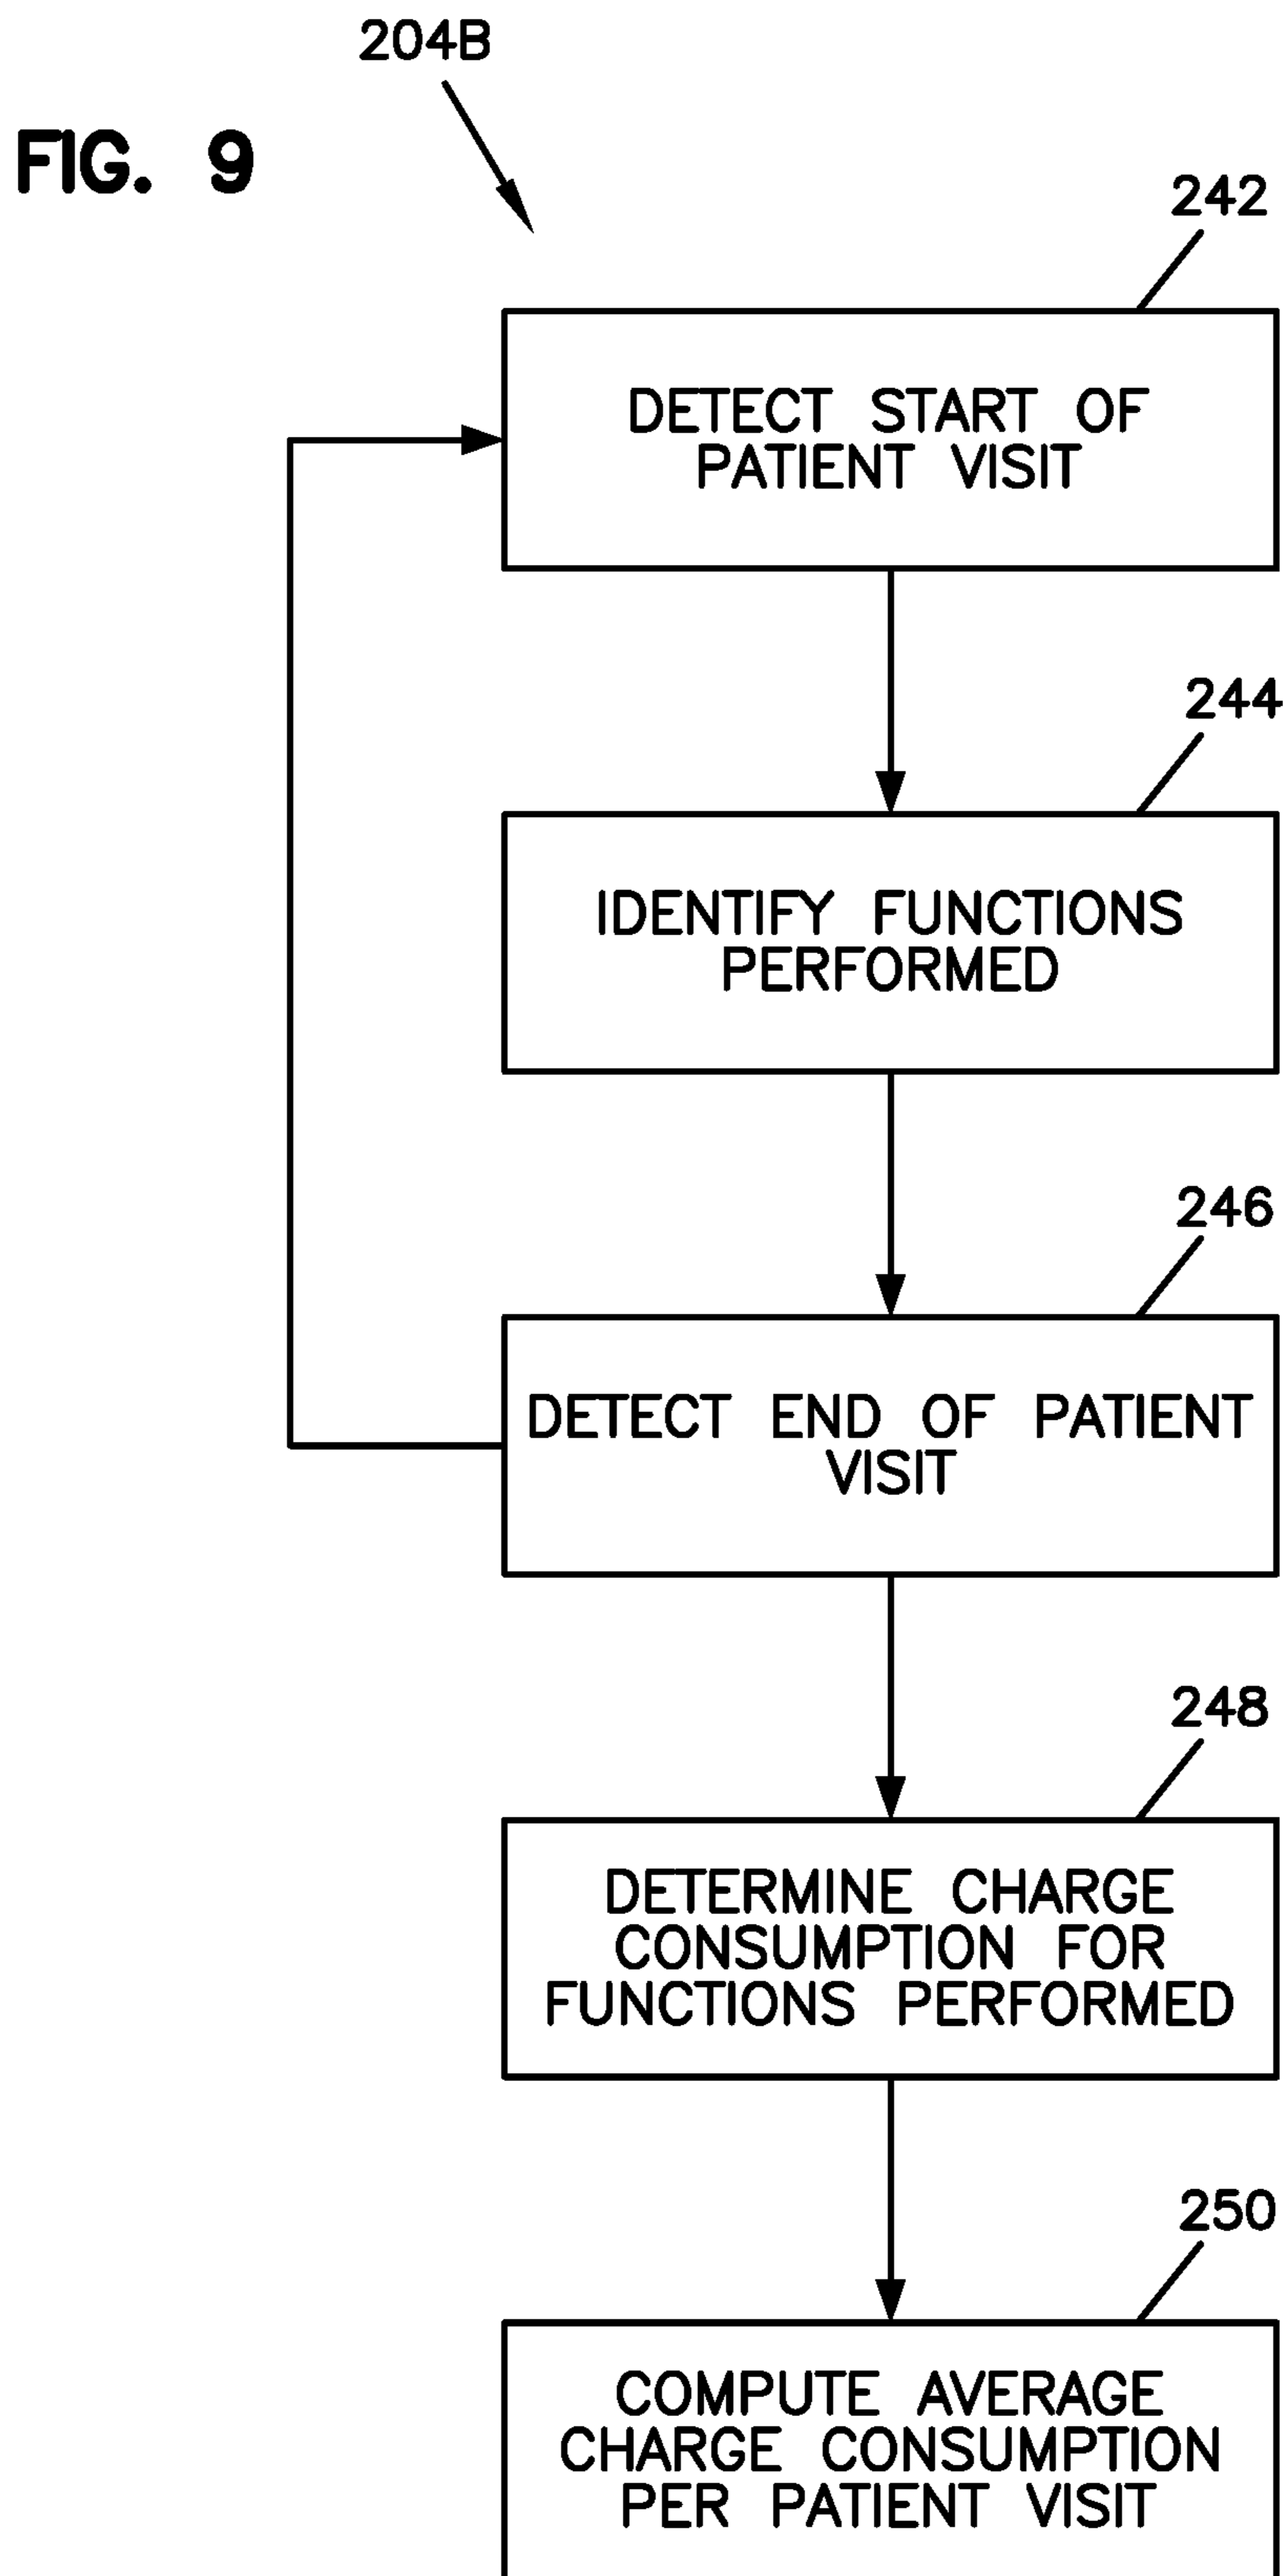 204B
FIG. 9
242
DETECT START OF
PATIENT VISIT
244
IDENTIFY FUNCTIONS
PERFORMED
246
DETECT END OF PATIENT
VISIT
248
DETERMINE CHARGE
CONSUMPTION FOR
FUNCTIONS PERFORMED
250
COMPUTE AVERAGE
CHARGE CONSUMPTION
PER PATIENT VISIT